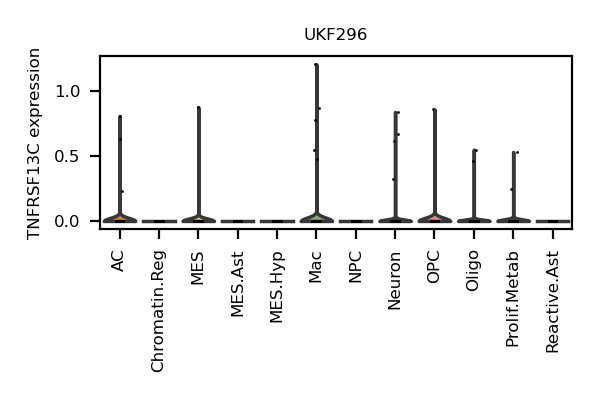 UKF296
TNFRSF13C expression
1.0
0.5
0.0
AC
Chromatin.Reg
MES
MES.Ast
MES.Hyp
Mac
NPC
Neuron
OPC
Oligo
Prolif.Metab
Reactive.Ast